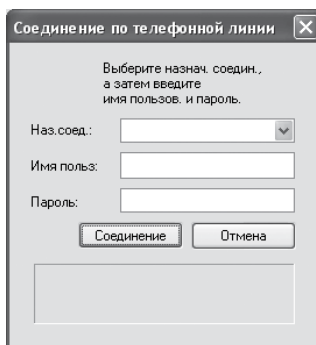 Соединение по телефонной линии
Выберите назнач. соедин.,
а затем введите
имя пользов. и пароль.
Наз.соед.:
Имя польз:
Пароль:
Соединение Отмена